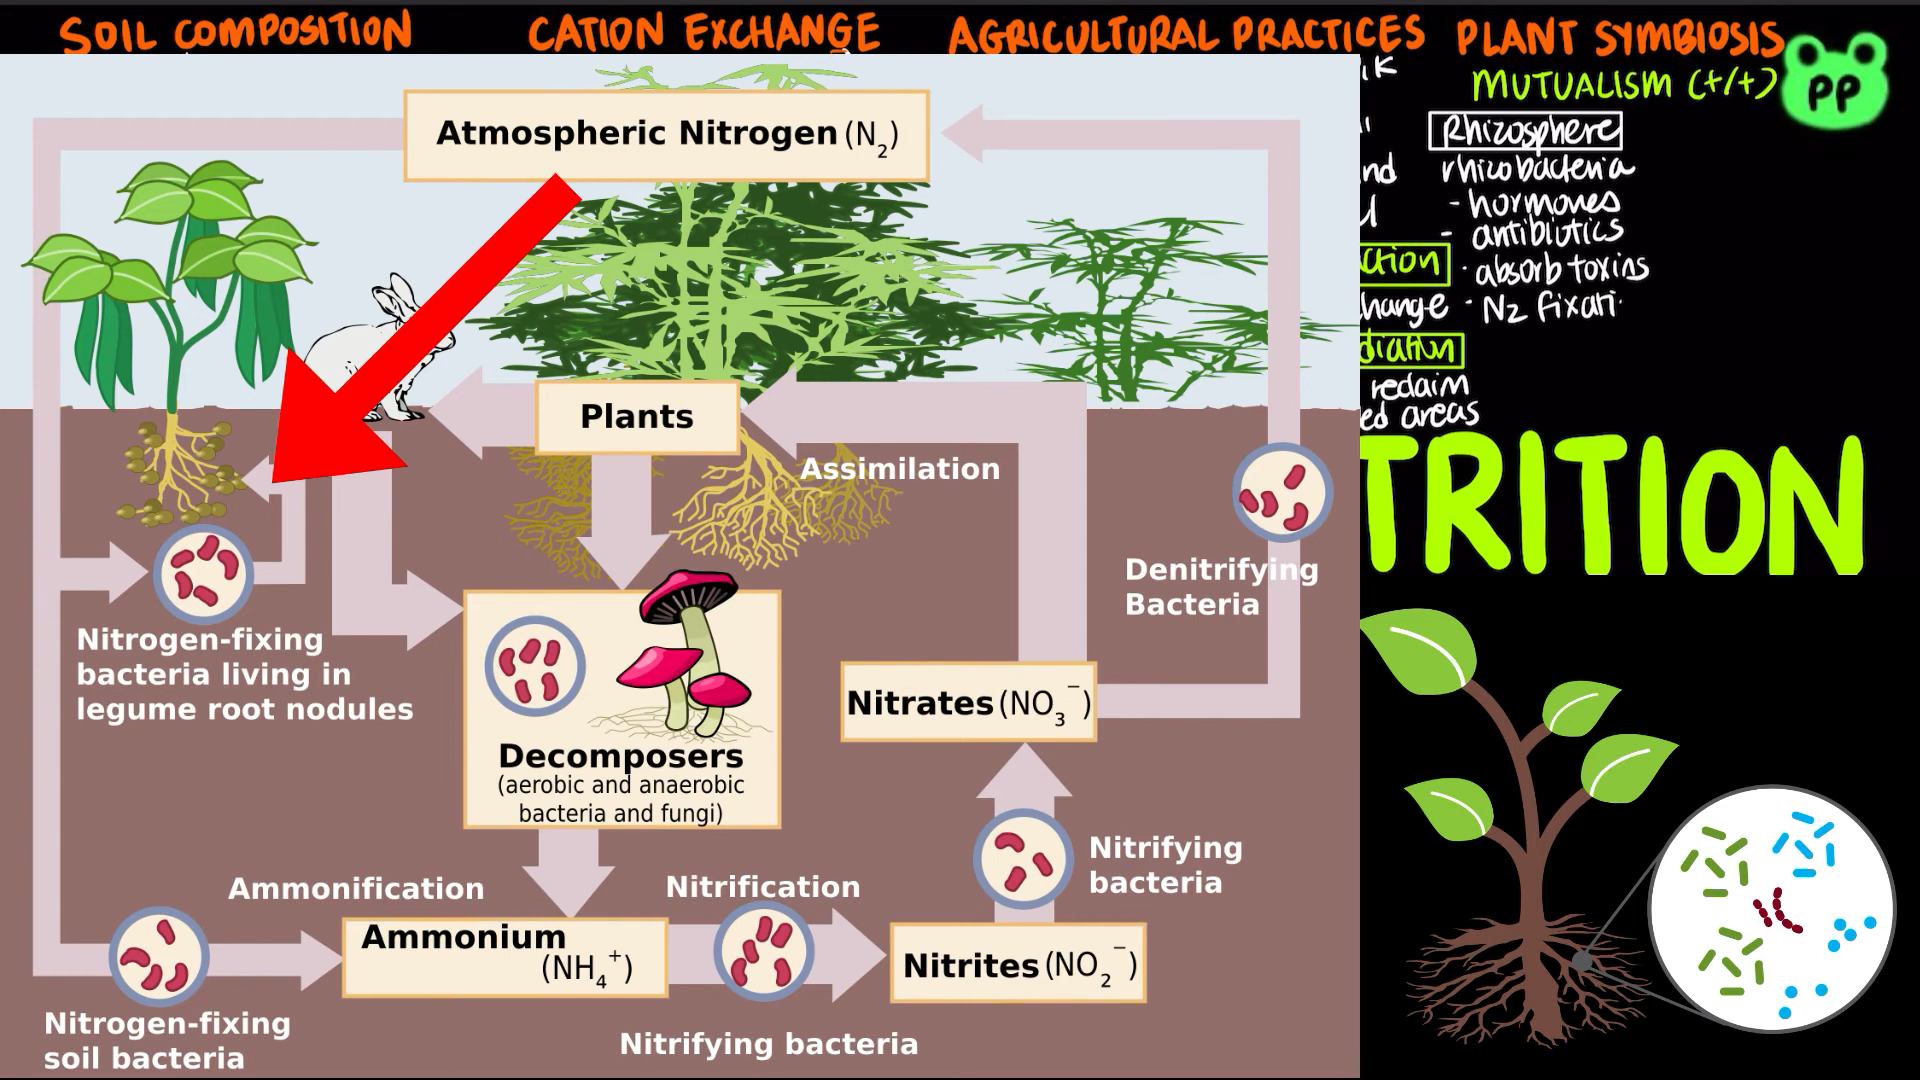 SOIL COMPOSITION
CATION EXCHANGE
AGRICULTURAL PRACTICES
PLANT SYMBIOSIS
MUTUALISM (+/+)
PP
Rhizosphere
rhizobacteria
- hormones
- antibiotics
· absorb toxins
· N2 fixati
change
reclaim
areas
TRITION
Atmospheric Nitrogen (N₂)
Plants
Assimilation
Denitrifying
Bacteria
Nitrogen-fixing
bacteria living in
legume root nodules
Decomposers
(aerobic and anaerobic
bacteria and fungi)
Nitrates (NO₃⁻)
Nitrifying
bacteria
Ammonification
Nitrification
Ammonium
(NH₄⁺)
Nitrites (NO₂⁻)
Nitrogen-fixing
soil bacteria
Nitrifying bacteria